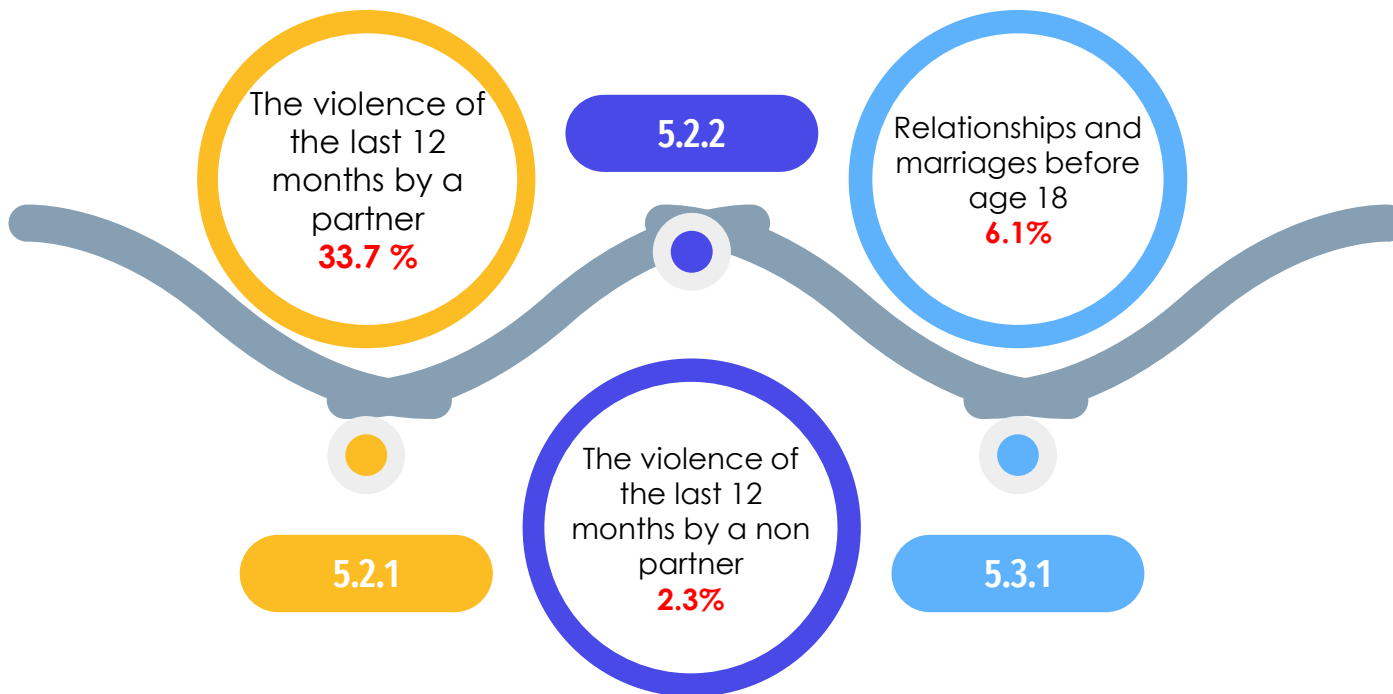 The violence of
the last 12
months by a
partner
33.7 %
5.2.1
5.2.2
The violence of
the last 12
months by a non
partner
2.3%
Relationships and
marriages before
age 18
6.1%
5.3.1